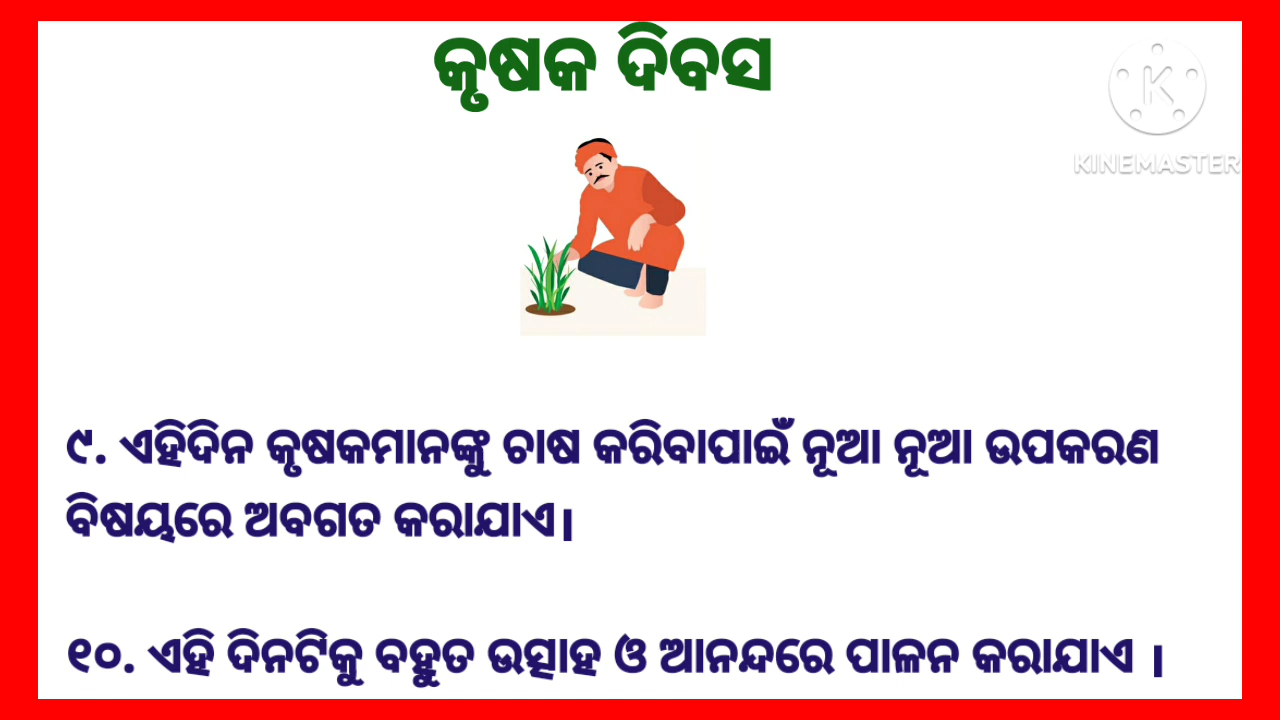 କୃଷକ ଦିବସ
KINEMASTER
୯. ଏହିଦିନ କୃଷକମାନଙ୍କୁ ଚାଷ କରିବାପାଇଁ ନୂଆ ନୂଆ ଉପକରଣ
ବିଷୟରେ ଅବଗତ କରାଯାଏ।
୧୦. ଏହି ଦିନଟିକୁ ବହୁତ ଉତ୍ସାହ ଓ ଆନନ୍ଦରେ ପାଳନ କରାଯାଏ ।